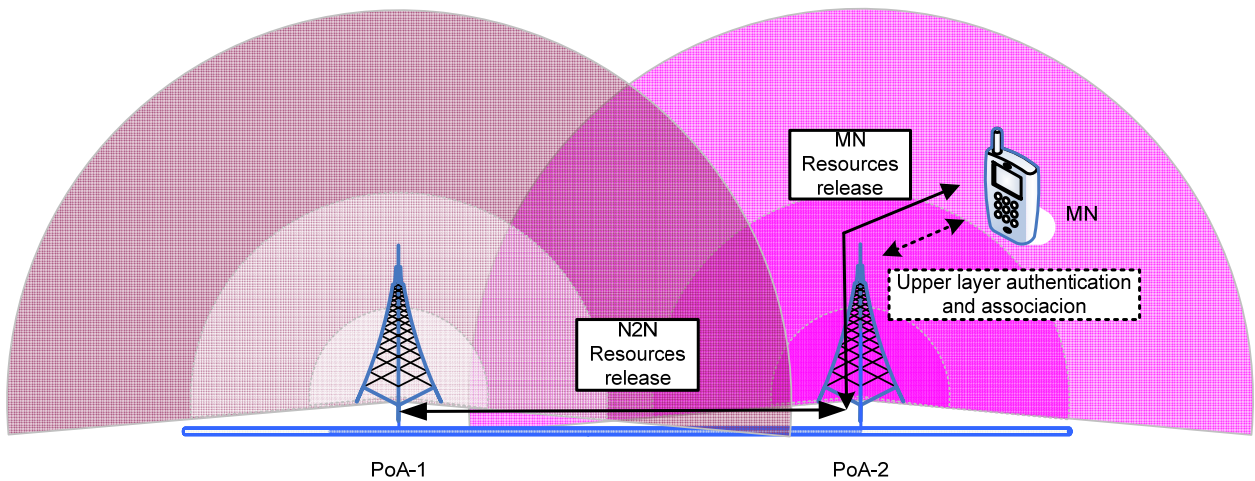 MN
Resources
release
MN
Upper layer authentication
and associacion
N2N
Resources
release
PoA-1
PoA-2